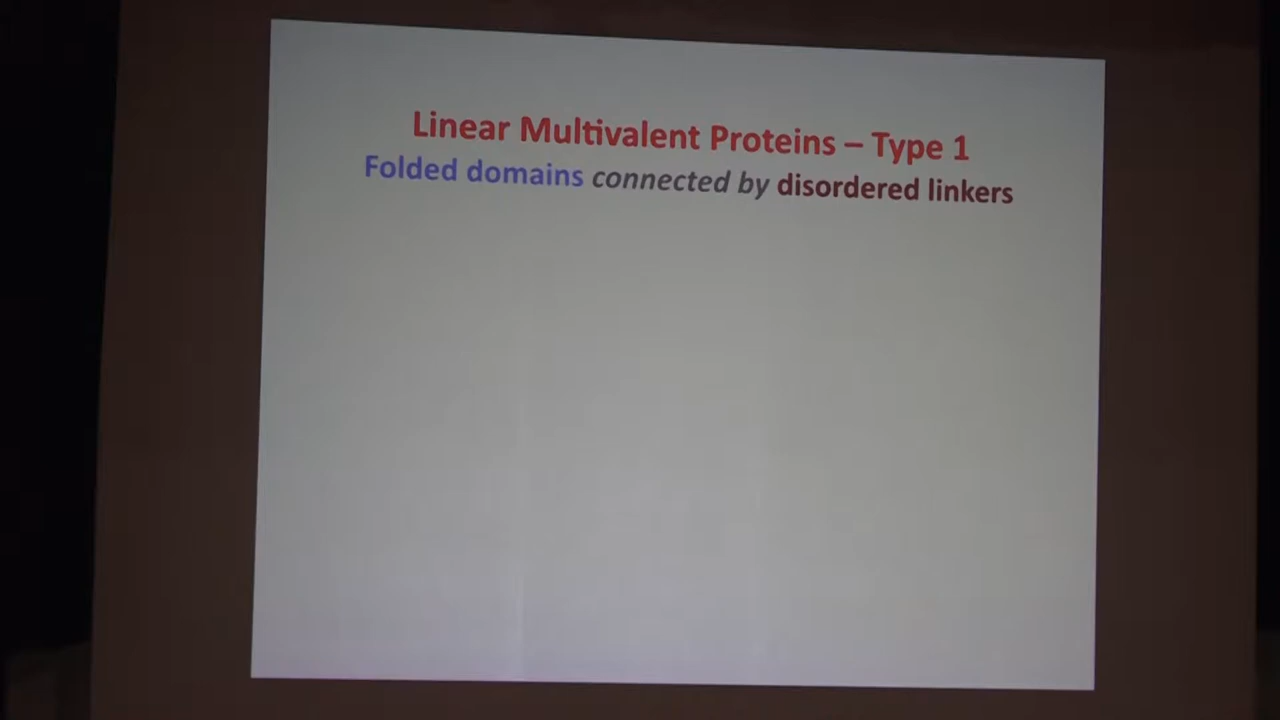 Linear Multivalent Proteins – Type 1
Folded domains connected by disordered linkers